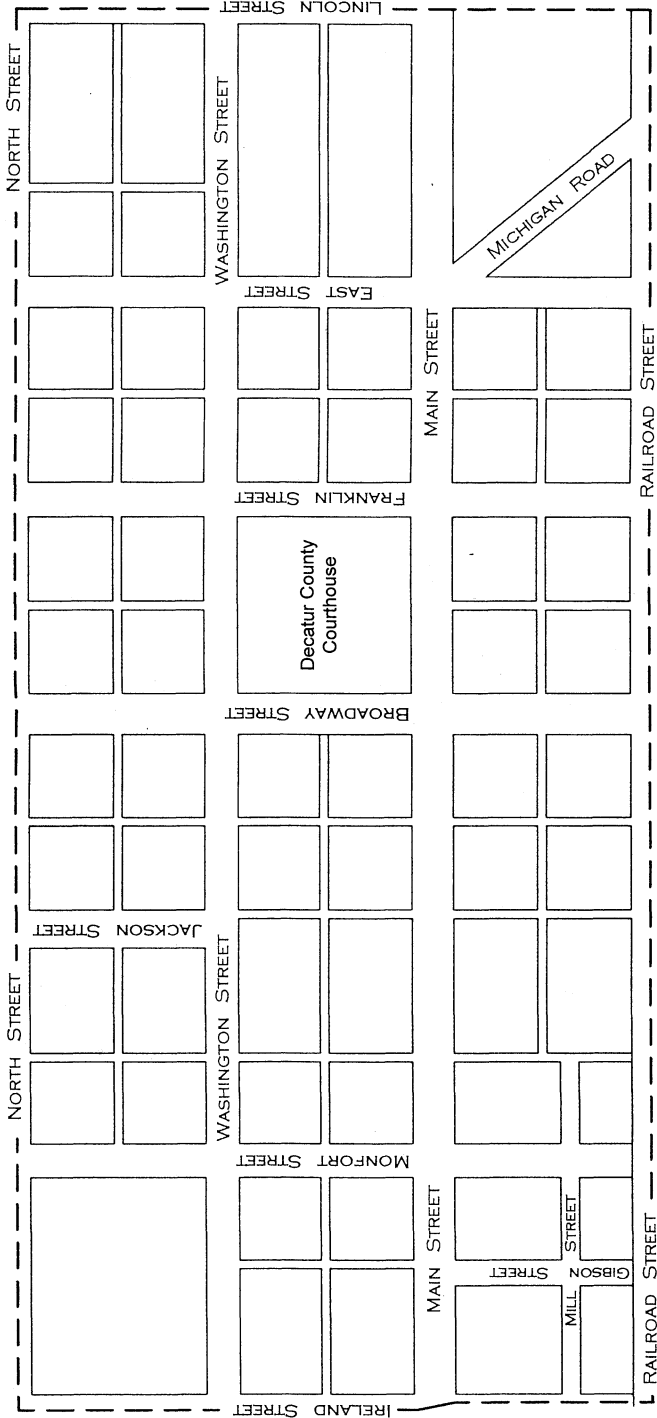 LINCOLN STREET
NORTH STREET
WASHINGTON STREET
MICHIGAN ROAD
EAST STREET
MAIN STREET
RAILROAD STREET
FRANKLIN STREET
Decatur County
Courthouse
BROADWAY STREET
JACKSON STREET
NORTH STREET
WASHINGTON STREET
MONFORT STREET
MAIN STREET
MILL STREET
GIBSON STREET
RAILROAD STREET
IRELAND STREET